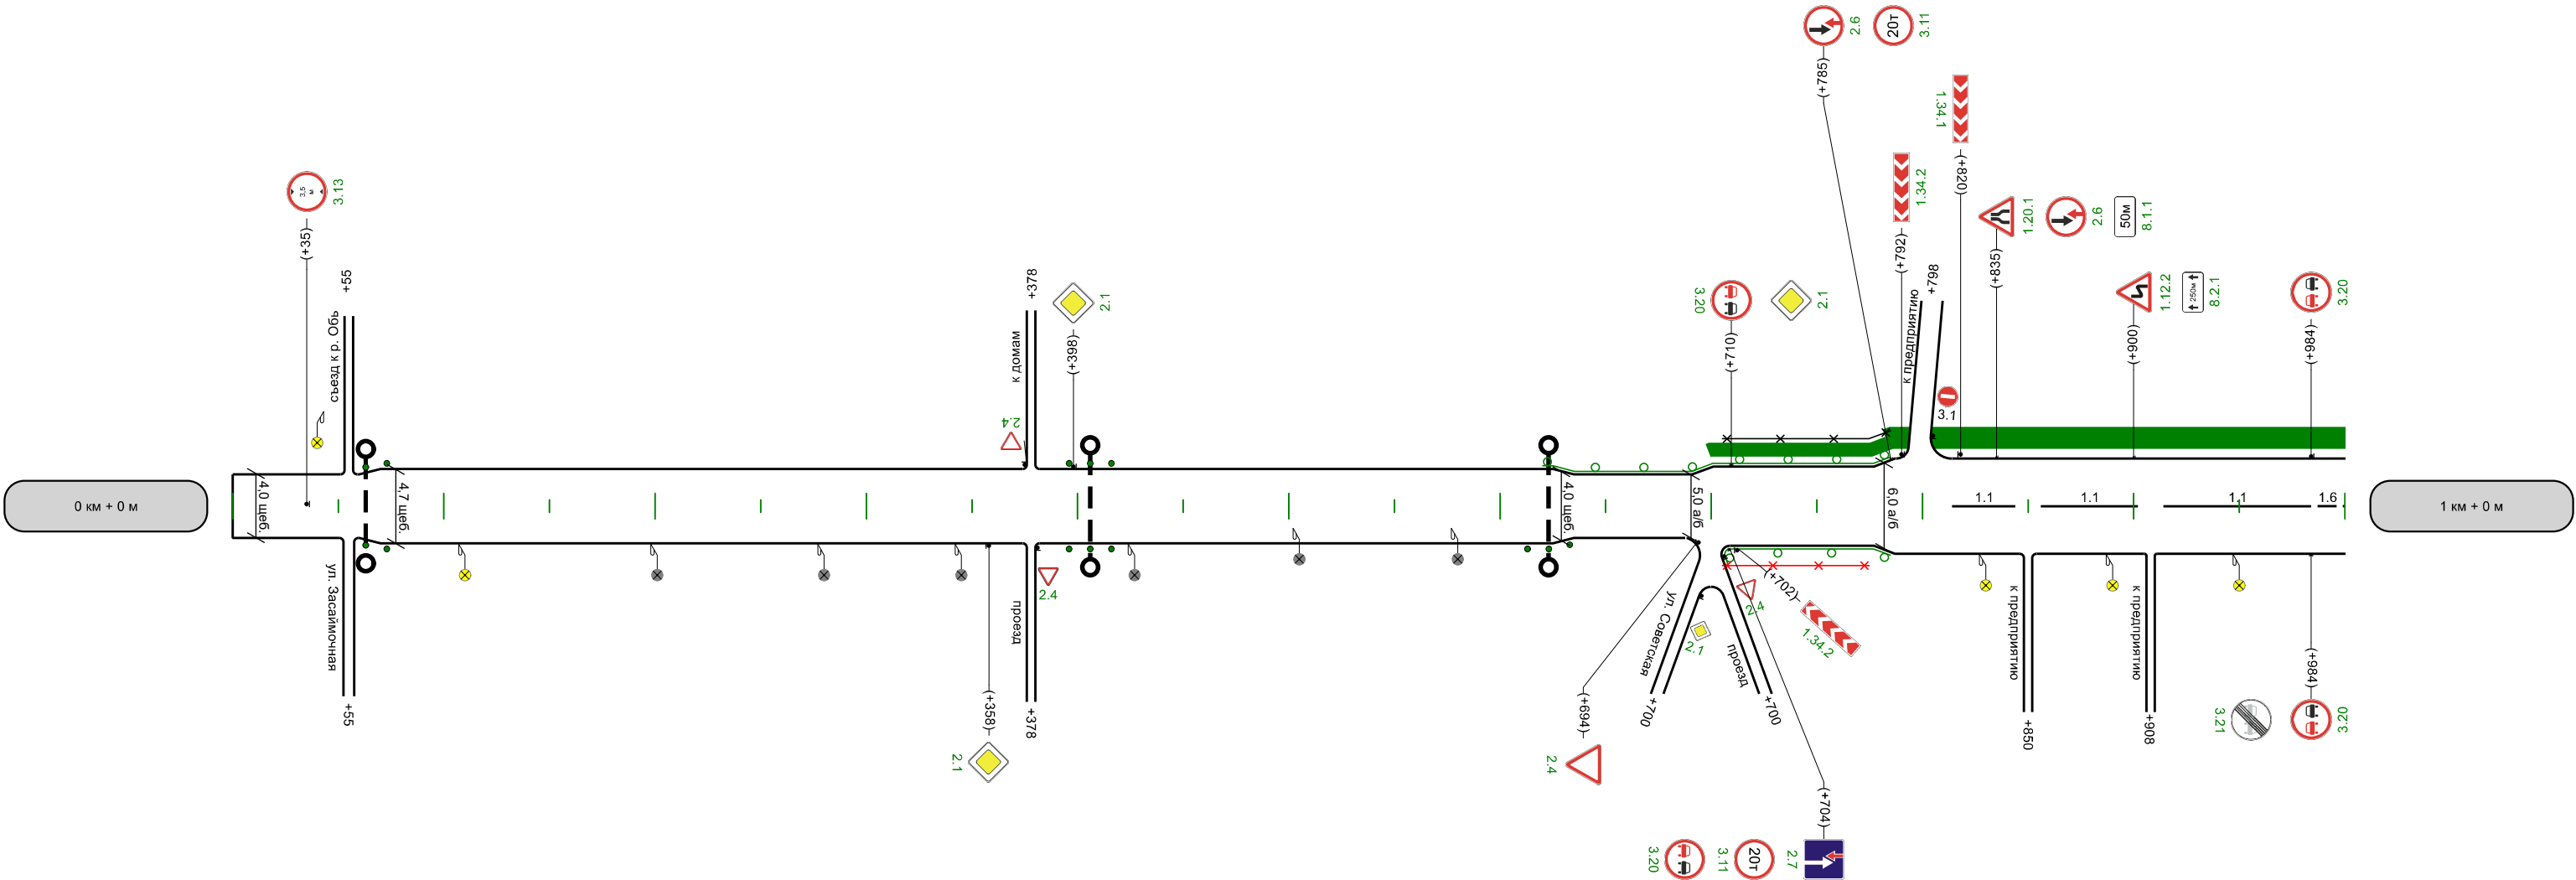 2.6
20т
3.11
(+785)
1.34.1
(+820)
1.34.2
(+792)
3,5
м
3.13
(+35)
+55
съезд к р. Обь
+378
к домам
2.4
2.1
(+398)
3.20
2.1
(+710)
к предприятию
+798
3.1
1.20.1
2.6
50м
8.1.1
(+835)
1.12.2
250м
8.2.1
(+900)
3.20
(+984)
0 км + 0 м
4,0 щеб.
4,7 щеб.
4,0 щеб.
5,0 а/б
6,0 а/б
1.1
1.1
1.1
1.6
1 км + 0 м
ул. Заcаймочная
+55
(+358)
2.1
проезд
+378
2.4
(+694)
2.4
ул. Советская
+700
2.1
проезд
+700
2.4
(+702)
1.34.2
(+704)
3.20
3.11
20т
2.7
к предприятию
+850
к предприятию
+908
(+984)
3.21
3.20